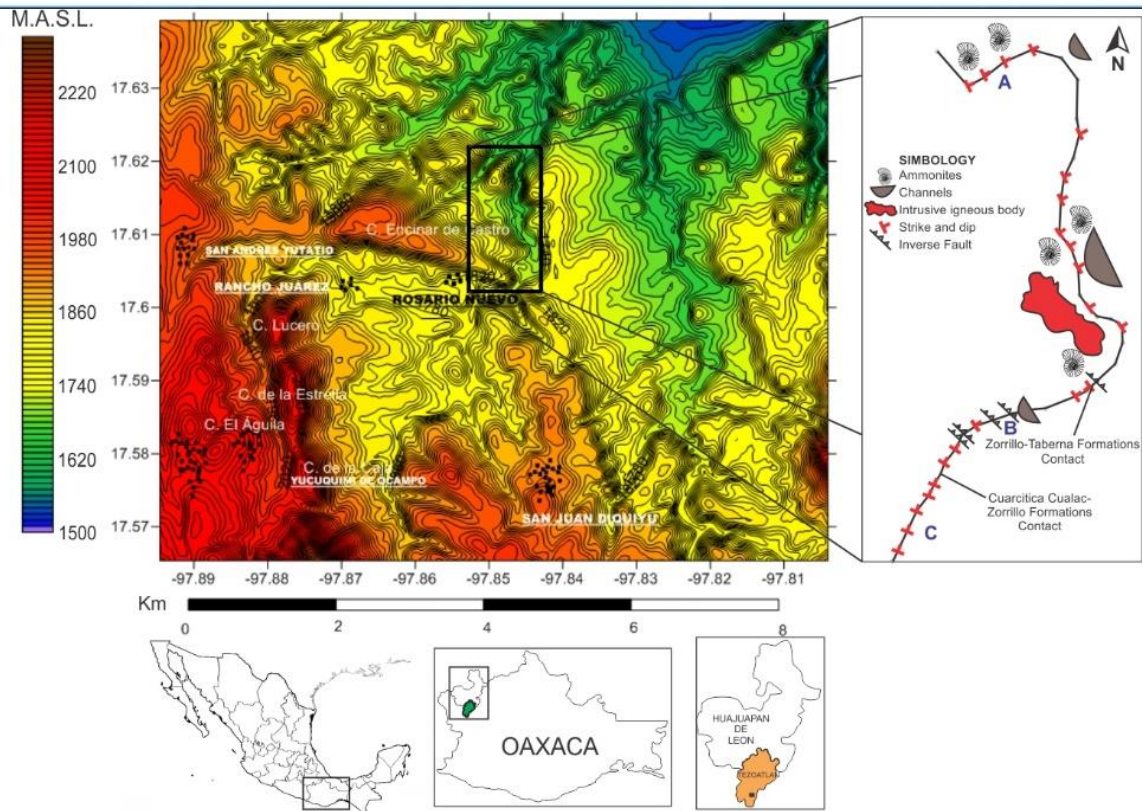 M.A.S.L.
2220
2100
1980
1860
1740
1620
1500
17.63
17.62
17.61
17.6
17.59
17.58
17.57
-97.89
-97.88
-97.87
-97.86
-97.85
-97.84
-97.83
-97.82
-97.81
C. Encinar de Castro
SAN ANDRES YUTATIO
RANCHO JUÁREZ
ROSARIO NUEVO
C. Lucero
1820
C. de la Estrella
C. El Águila
C. de la Caja
YUCUQUIMI DE OCAMPO
SAN JUAN DIQUIYU
N
A
SIMBOLOGY
Ammonites
Channels
Intrusive igneous body
Strike and dip
Inverse Fault
B
Zorrillo-Taberna Formations
Contact
Cuarcítica Cualac-
Zorrillo Formations
Contact
C
Km
0
2
4
6
8
OAXACA
HUAJUAPAN
DE
LEON
TEZOATLAN